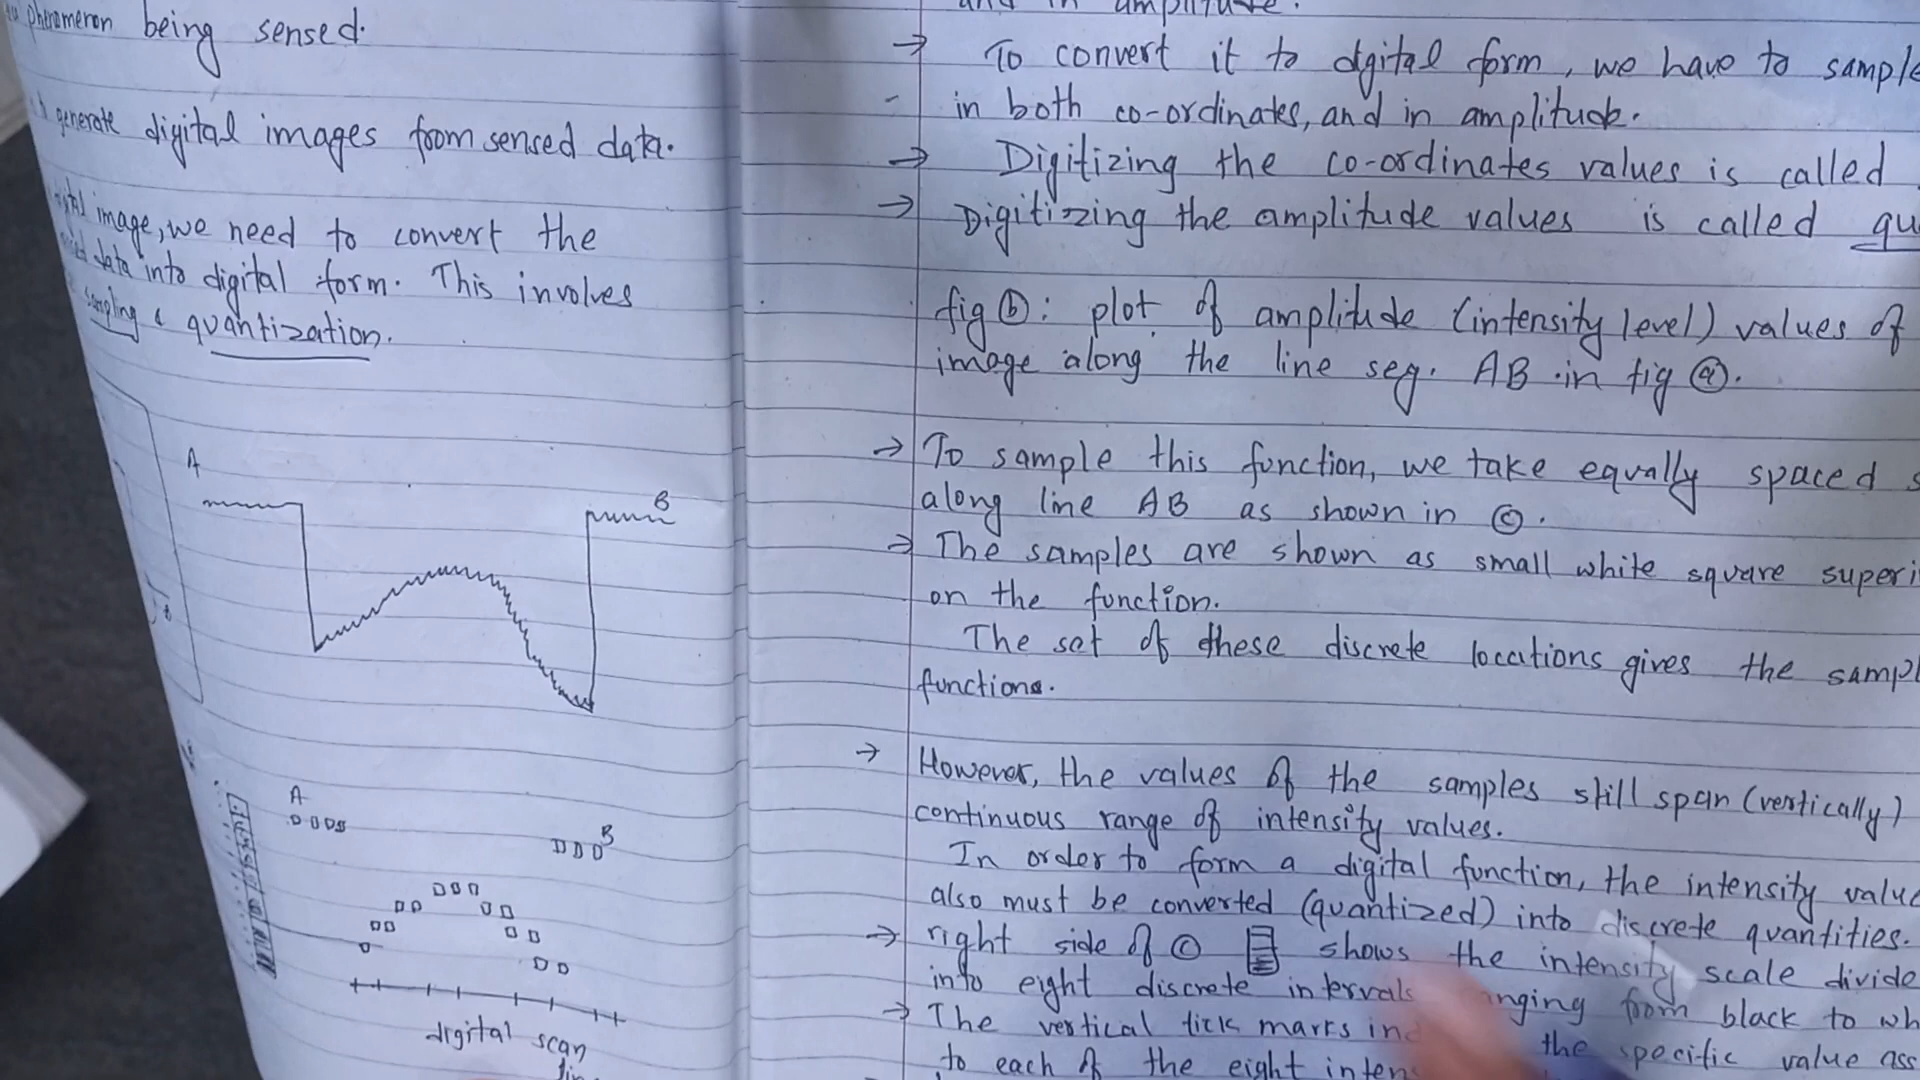 phenomenon being sensed.
generate digital images from sensed data.
image, we need to convert the
data into digital form. This involves
sampling & quantization.
A
B
A
B
digital scan
and in amplitude.
→ To convert it to digital form, we have to sample
in both co-ordinates, and in amplitude.
→ Digitizing the co-ordinates values is called
→ Digitizing the amplitude values is called
fig ⓑ: plot of amplitude (intensity level) values of
image along the line seg. AB in fig ⓐ.
→ To sample this function, we take equally spaced
along line AB as shown in ⓒ.
→ The samples are shown as small white square
on the function.
The set of these discrete locations gives the
functions.
→ However, the values of the samples still span (vertically)
continuous range of intensity values.
In order to form a digital function, the intensity
also must be converted (quantized) into discrete quantities.
→ right side of ⓒ shows the intensity scale divide
into eight discrete intervals from black to
→ The vertical tick marks the specific value
to each of the eight